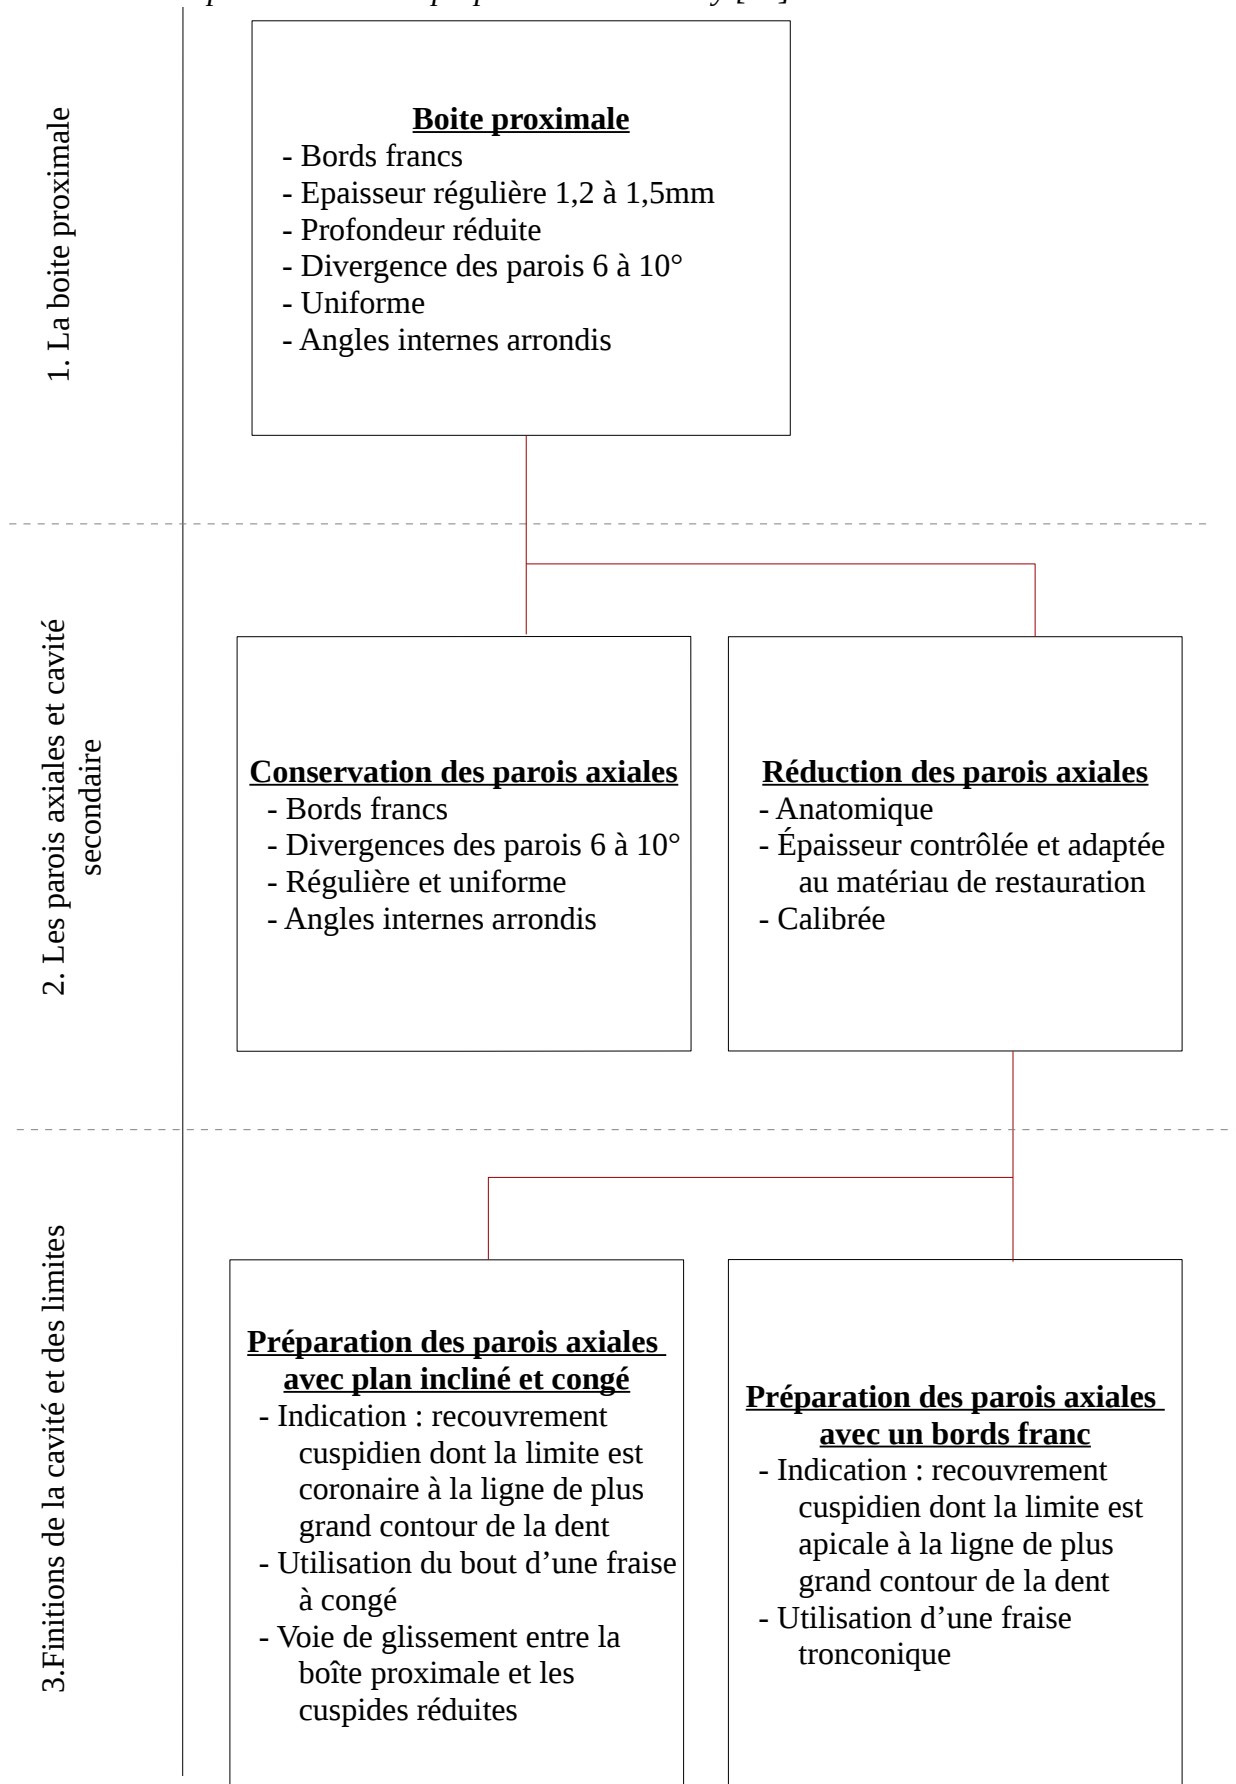 1. La boite proximale
Boite proximale
- Bords francs
- Epaisseur régulière 1,2 à 1,5mm
- Profondeur réduite
- Divergence des parois 6 à 10°
- Uniforme
- Angles internes arrondis
2. Les parois axiales et cavité
secondaire
Conservation des parois axiales
- Bords francs
- Divergences des parois 6 à 10°
- Régulière et uniforme
- Angles internes arrondis
Réduction des parois axiales
- Anatomique
- Épaisseur contrôlée et adaptée
au matériau de restauration
- Calibrée
3.Finitions de la cavité et des limites
Préparation des parois axiales
avec plan incliné et congé
- Indication : recouvrement
cuspidien dont la limite est
coronaire à la ligne de plus
grand contour de la dent
- Utilisation du bout d’une fraise
à congé
- Voie de glissement entre la
boîte proximale et les
cuspides réduites
Préparation des parois axiales
avec un bords franc
- Indication : recouvrement
cuspidien dont la limite est
apicale à la ligne de plus
grand contour de la dent
- Utilisation d’une fraise
tronconique